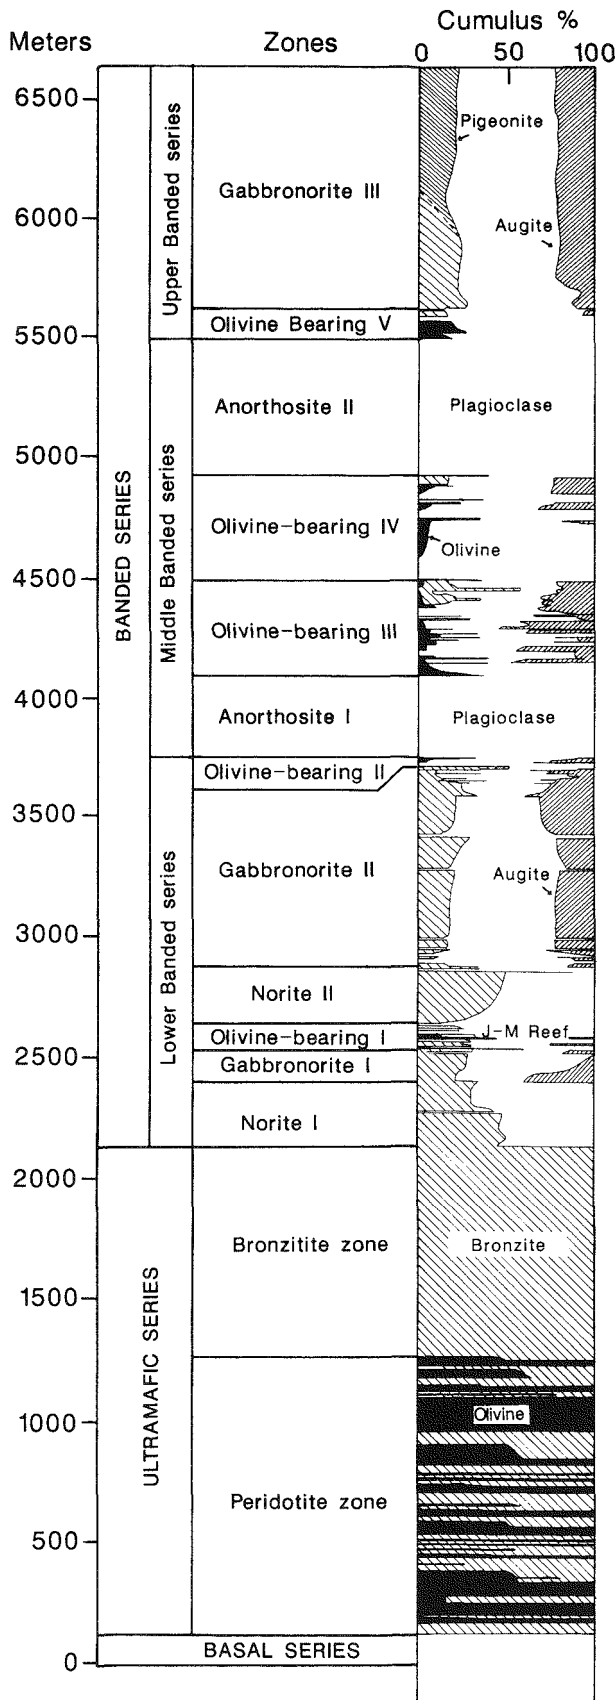 Cumulus %
Meters
Zones
0 50 100
6500
Pigeonite
Upper Banded series
Gabbronorite III
6000
Augite
Olivine Bearing V
5500
Anorthosite II
Plagioclase
5000
BANDED SERIES
Middle Banded series
Olivine-bearing IV
Olivine
4500
Olivine-bearing III
4000
Anorthosite I
Plagioclase
Olivine-bearing II
3500
Lower Banded series
Gabbronorite II
Augite
3000
Norite II
Olivine-bearing I
J-M Reef
2500
Gabbronorite I
Norite I
2000
Bronzitite zone
Bronzite
1500
ULTRAMAFIC SERIES
1000
Olivine
Peridotite zone
500
BASAL SERIES
0